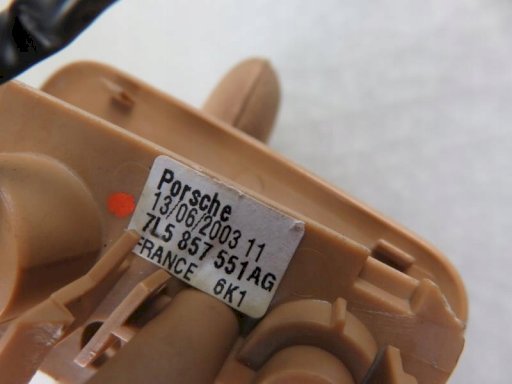 Porsche
13/06/2003 11
7L5 857 551AG
FRANCE 6K1